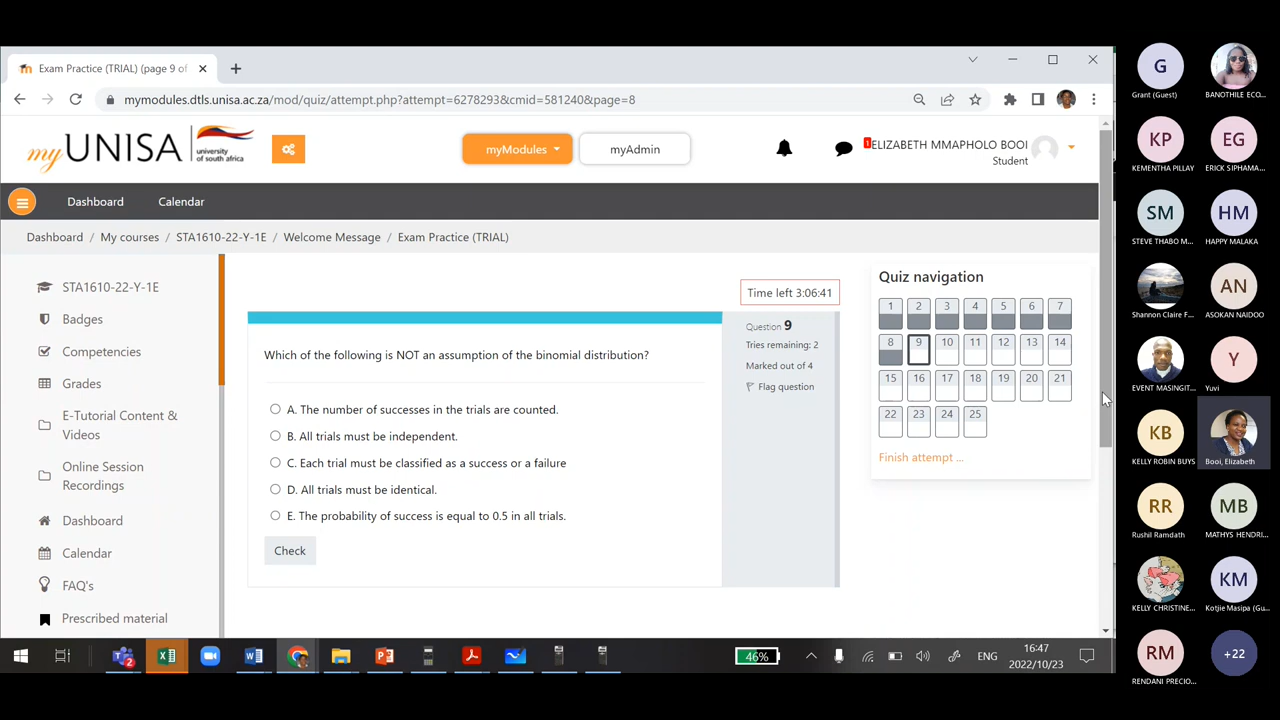 Exam Practice (TRIAL) (page 9 of
mymodules.dtls.unisa.ac.za/mod/quiz/attempt.php?attempt=6278293&cmid=581240&page=8
my UNISA university of south africa
myModules
myAdmin
1
ELIZABETH MMAPHOLO BOOI
Student
Dashboard
Calendar
Dashboard / My courses / STA1610-22-Y-1E / Welcome Message / Exam Practice (TRIAL)
STA1610-22-Y-1E
Badges
Competencies
Grades
E-Tutorial Content &
Videos
Online Session
Recordings
Dashboard
Calendar
FAQ's
Prescribed material
Time left 3:06:41
Which of the following is NOT an assumption of the binomial distribution?
A. The number of successes in the trials are counted.
B. All trials must be independent.
C. Each trial must be classified as a success or a failure
D. All trials must be identical.
E. The probability of success is equal to 0.5 in all trials.
Check
Question 9
Tries remaining: 2
Marked out of 4
Flag question
Quiz navigation
1 2 3 4 5 6 7
8 9 10 11 12 13 14
15 16 17 18 19 20 21
22 23 24 25
Finish attempt ...
2
46%
ENG
16:47
2022/10/23
G
Grant (Guest)
BANOTHILE ECO...
KP
KEMENTHA PILLAY
EG
ERICK SIPHAMA...
SM
STEVE THABO M...
HM
HAPPY MALAKA
Shannon Claire F...
AN
ASOKAN NAIDOO
EVENT MASINGIT...
Y
Yuvi
KB
KELLY ROBIN BUYS
Booi, Elizabeth
RR
Rushil Ramdath
MB
MATHYS HENDRI...
KELLY CHRISTINE...
KM
Kotjie Masipa (Gu...
RM
RENDANI PRECIO...
+22